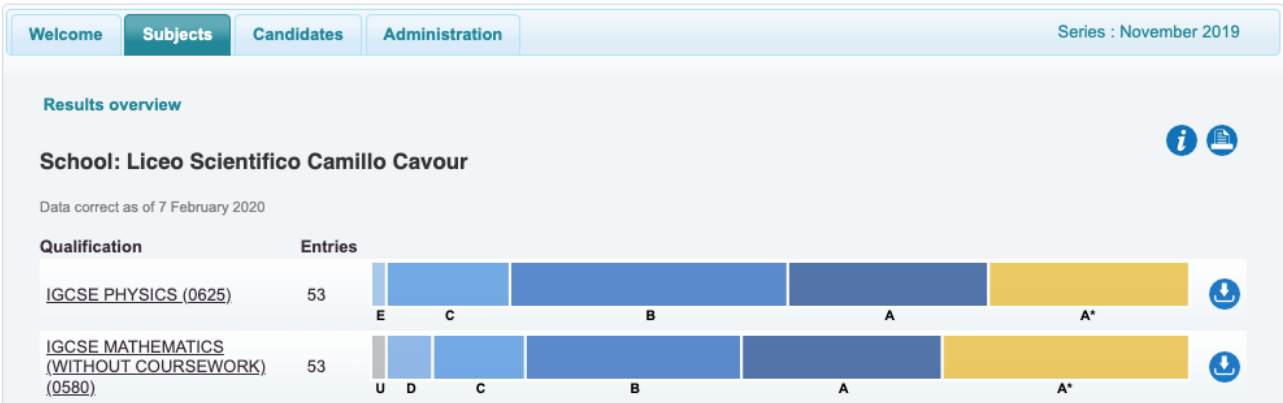 Welcome Subjects Candidates Administration Series : November 2019
Results overview
School: Liceo Scientifico Camillo Cavour
Data correct as of 7 February 2020
Qualification Entries
IGCSE PHYSICS (0625) 53
E C B A A*
IGCSE MATHEMATICS
(WITHOUT COURSEWORK) 53
(0580)
U D C B A A*